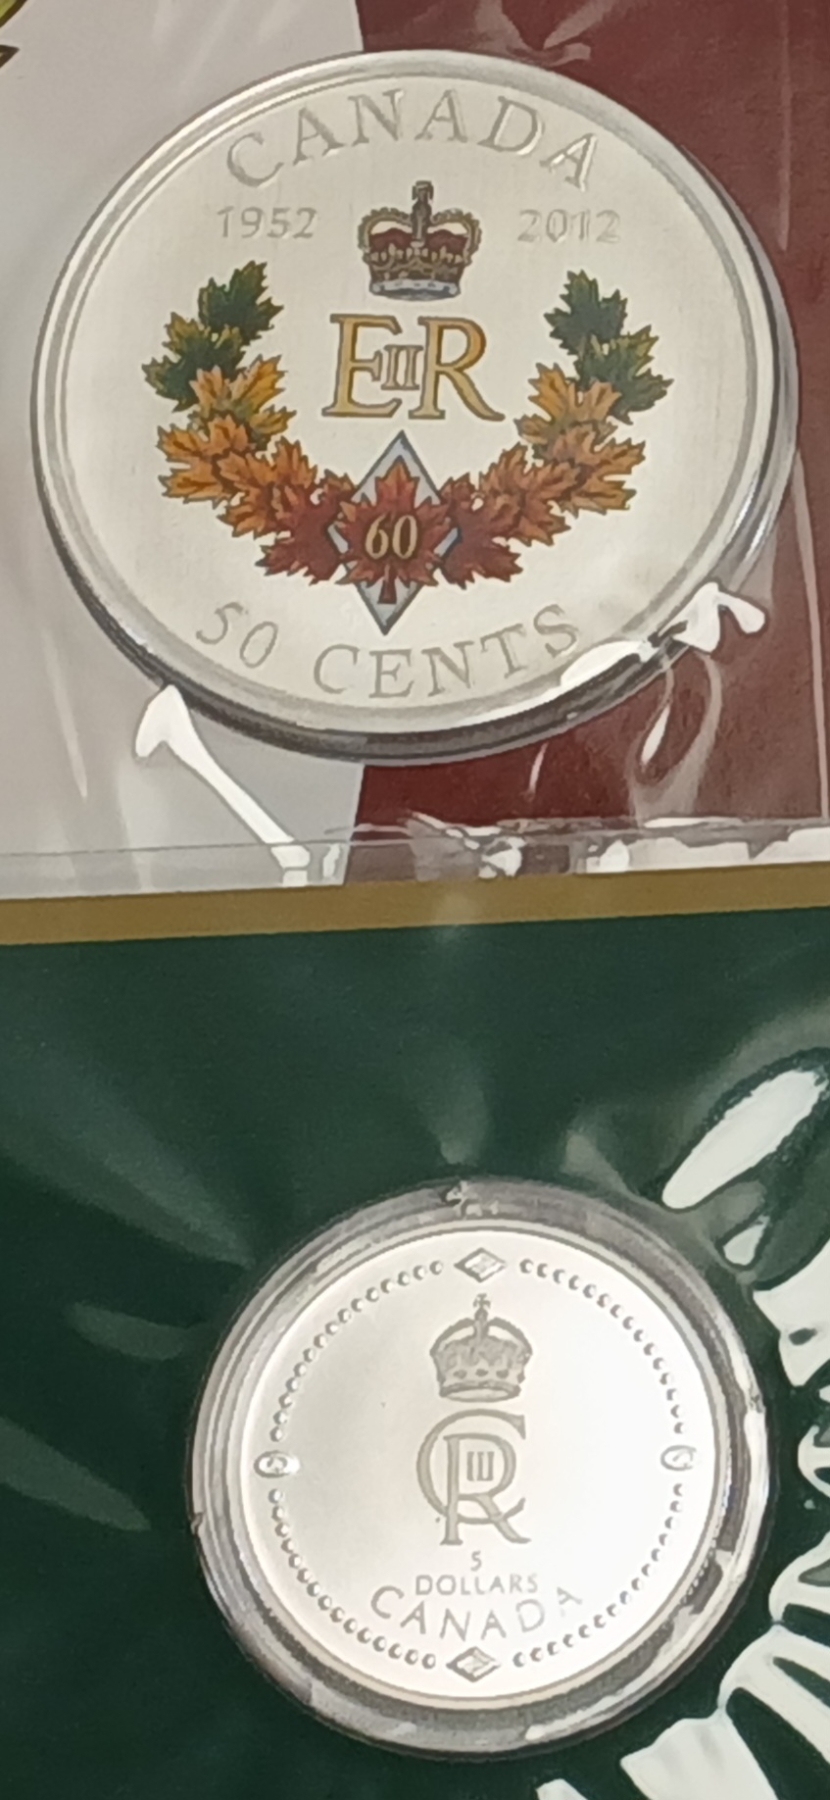 CANADA
1952 2012
EIIR
60
50 CENTS
CIIIR
5
DOLLARS
CANADA